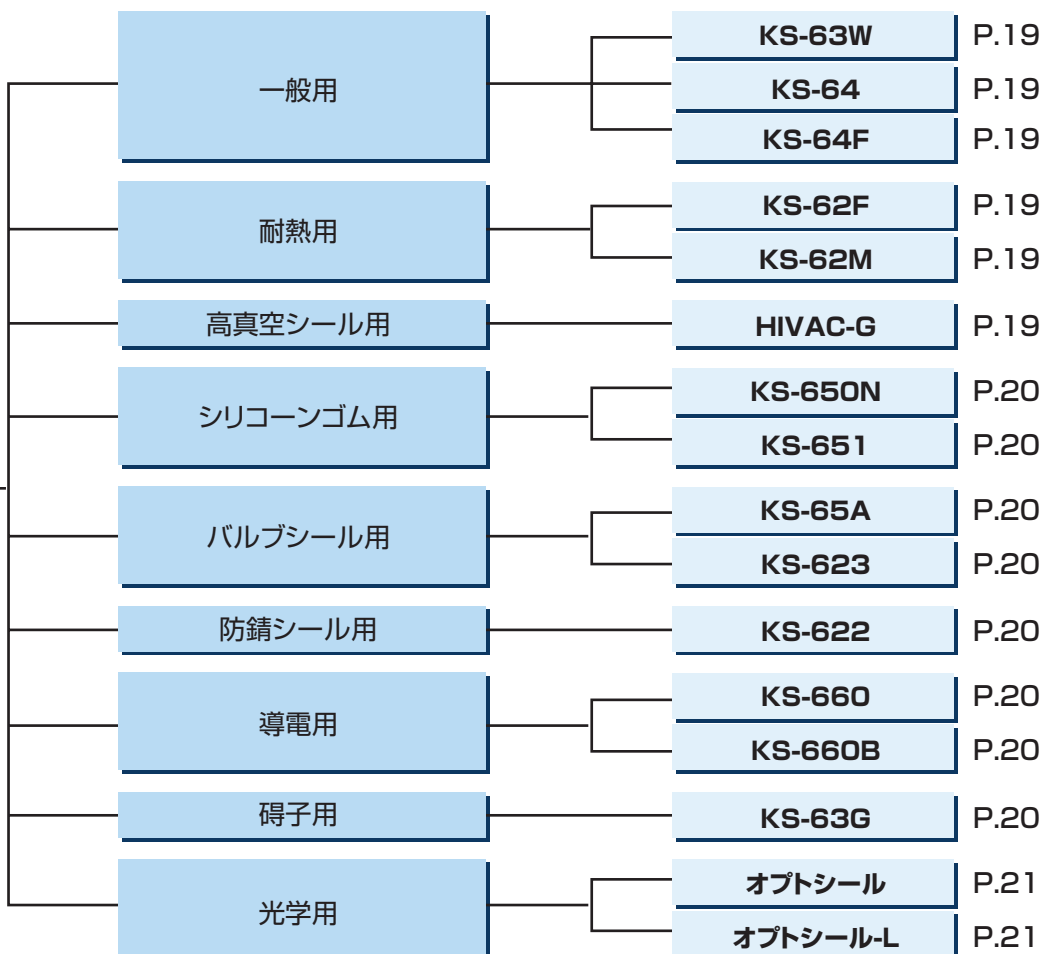 一般用
KS-63W P.19
KS-64 P.19
KS-64F P.19
耐熱用
KS-62F P.19
KS-62M P.19
高真空シール用
HIVAC-G P.19
シリコーンゴム用
KS-650N P.20
KS-651 P.20
バルブシール用
KS-65A P.20
KS-623 P.20
防錆シール用
KS-622 P.20
導電用
KS-660 P.20
KS-660B P.20
碍子用
KS-63G P.20
光学用
オプトシール P.21
オプトシール-L P.21